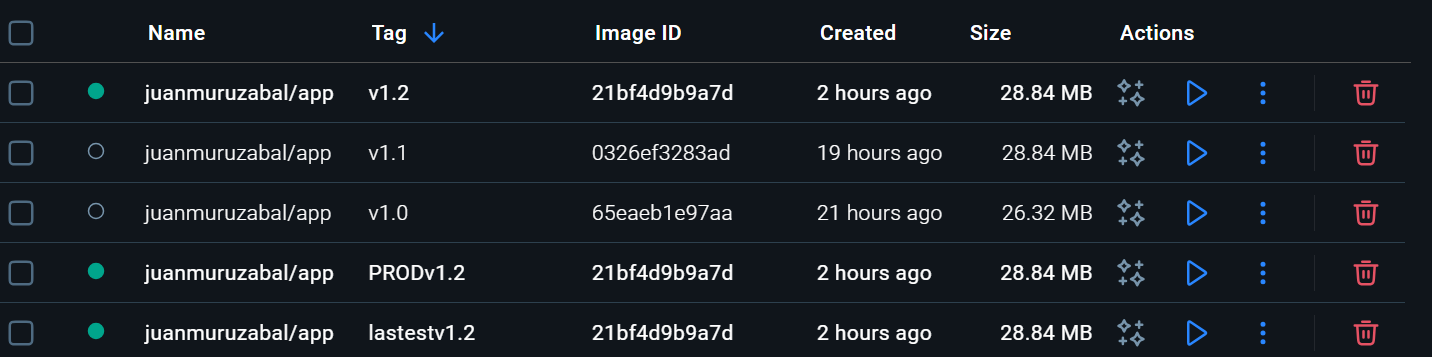 Name Tag Image ID Created Size Actions
juanmuruzabal/app v1.2 21bf4d9b9a7d 2 hours ago 28.84 MB
juanmuruzabal/app v1.1 0326ef3283ad 19 hours ago 28.84 MB
juanmuruzabal/app v1.0 65eaeb1e97aa 21 hours ago 26.32 MB
juanmuruzabal/app PRODv1.2 21bf4d9b9a7d 2 hours ago 28.84 MB
juanmuruzabal/app lastestv1.2 21bf4d9b9a7d 2 hours ago 28.84 MB